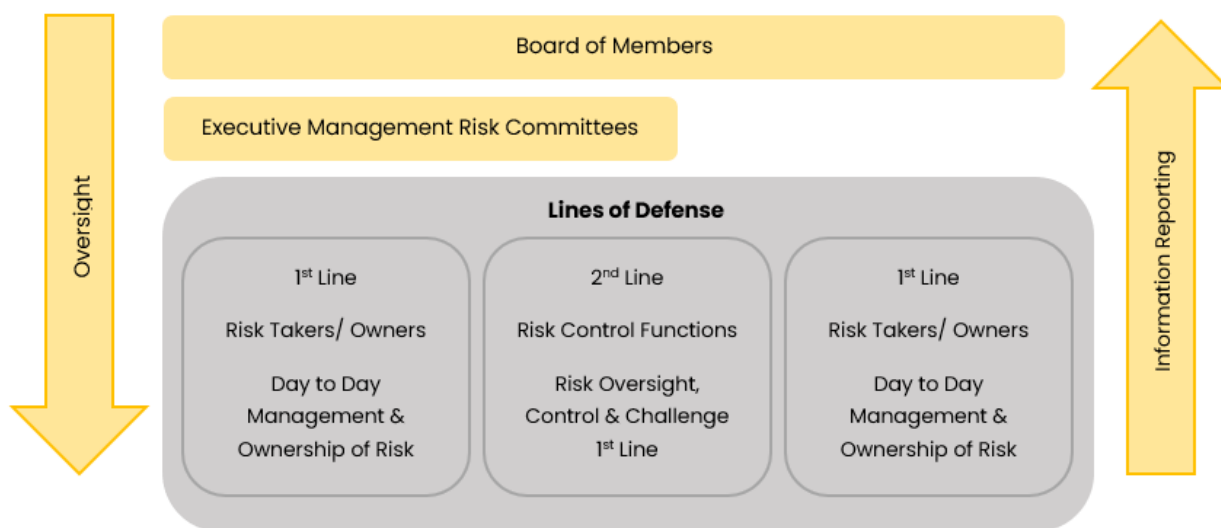 Board of Members
Executive Management Risk Committees
Oversight
Information Reporting
Lines of Defense
1st Line
Risk Takers/ Owners
Day to Day
Management &
Ownership of Risk
2nd Line
Risk Control Functions
Risk Oversight,
Control & Challenge
1st Line
1st Line
Risk Takers/ Owners
Day to Day
Management &
Ownership of Risk